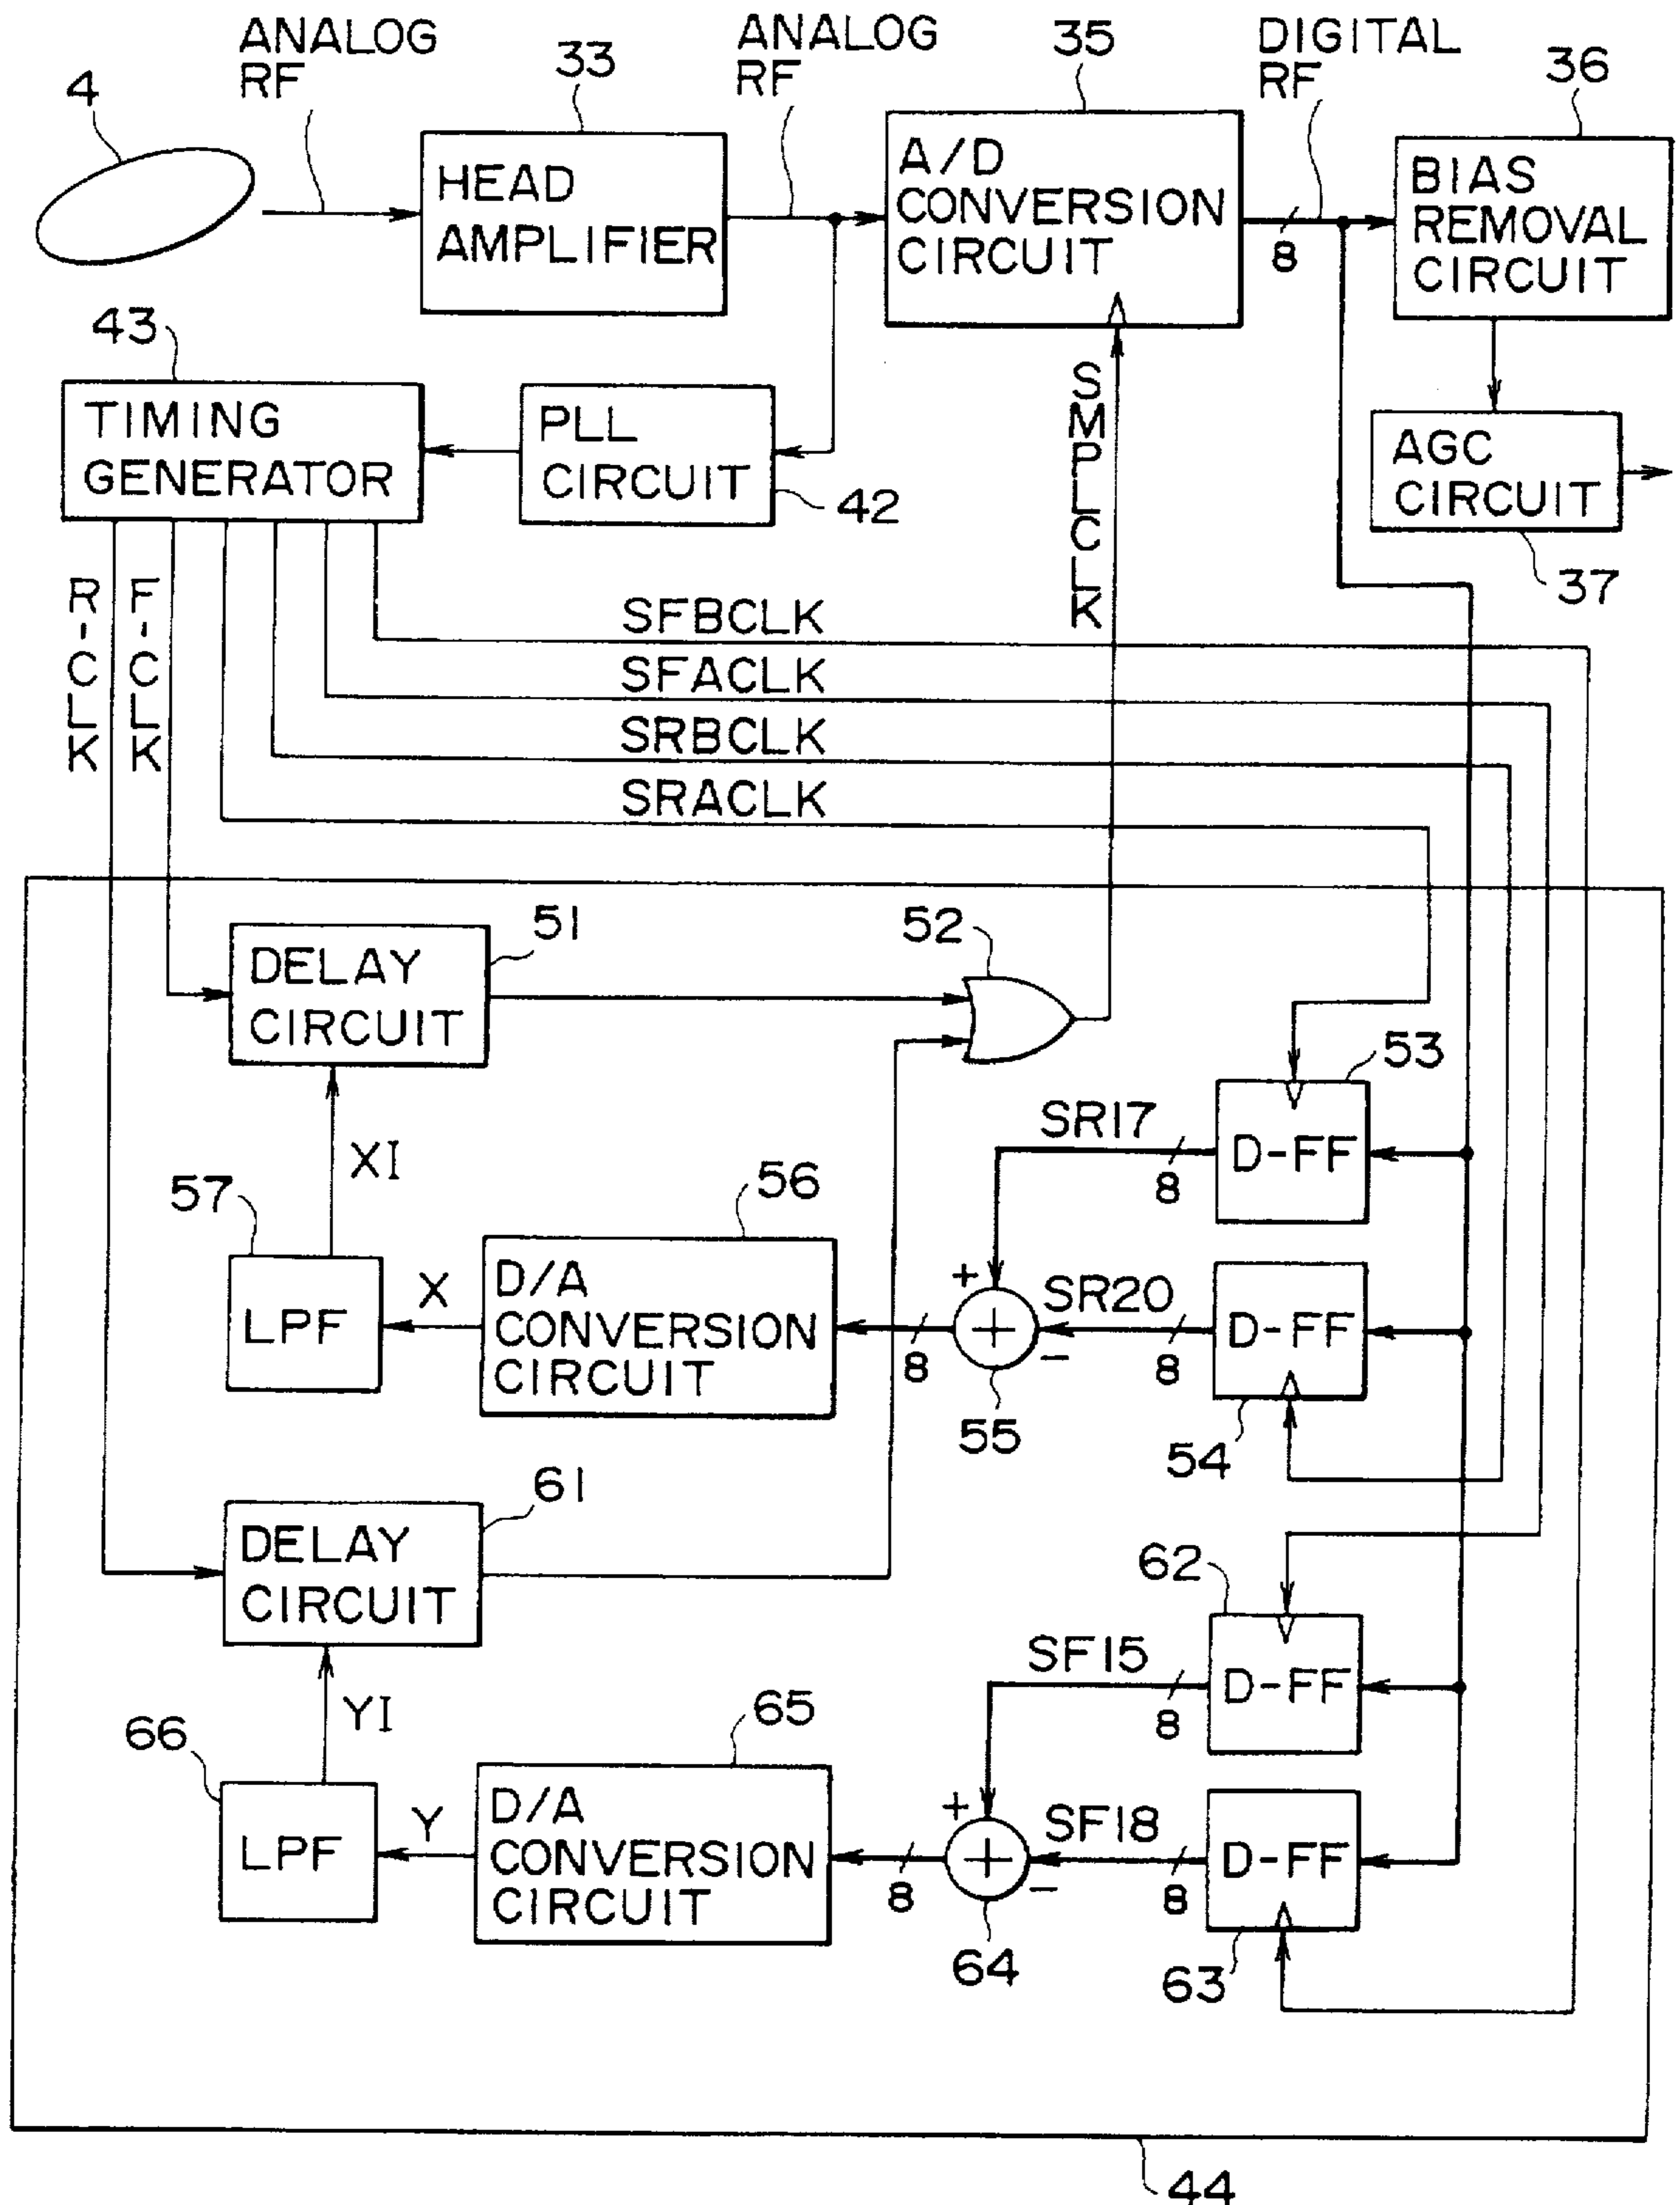 ANALOG
RF
ANALOG
RF
DIGITAL
RF
4
33
35
36
HEAD
AMPLIFIER
A/D
CONVERSION
CIRCUIT
8
BIAS
REMOVAL
CIRCUIT
43
TIMING
GENERATOR
PLL
CIRCUIT
42
SMPLCLK
AGC
CIRCUIT
37
R-CLK
F-CLK
SFBCLK
SFACLK
SRBCLK
SRACLK
51
DELAY
CIRCUIT
52
53
D-FF
SR17
8
XI
57
LPF
X
56
D/A
CONVERSION
CIRCUIT
8
+
+
-
55
SR20
8
D-FF
54
61
DELAY
CIRCUIT
62
D-FF
SF15
8
YI
66
LPF
Y
65
D/A
CONVERSION
CIRCUIT
8
+
+
-
64
SF18
8
D-FF
63
44